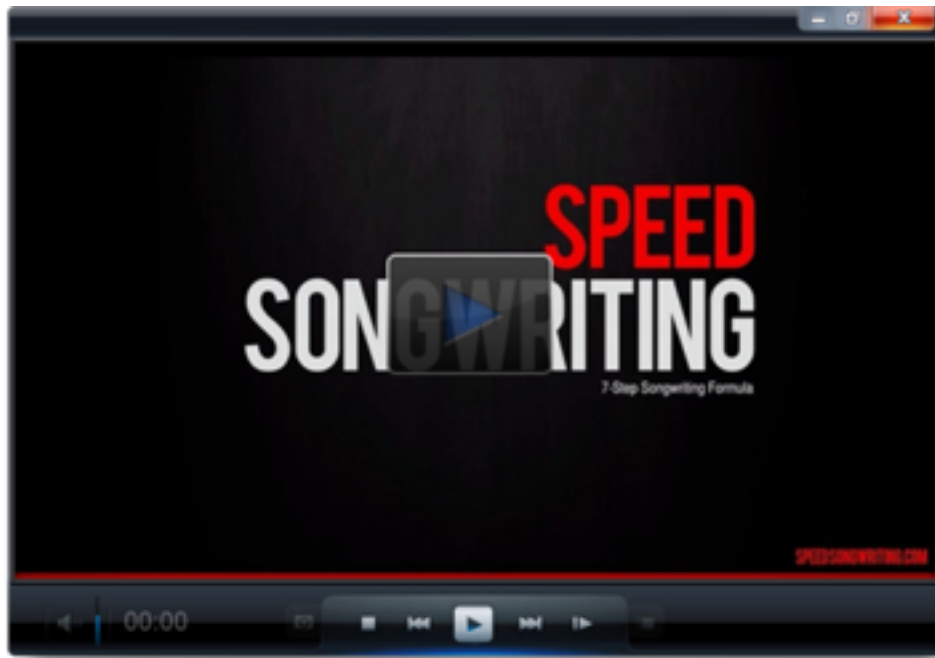 SPEED
SONGWRITING
7-Step Songwriting Formula
SPEEDSONGWRITING.COM
00:00